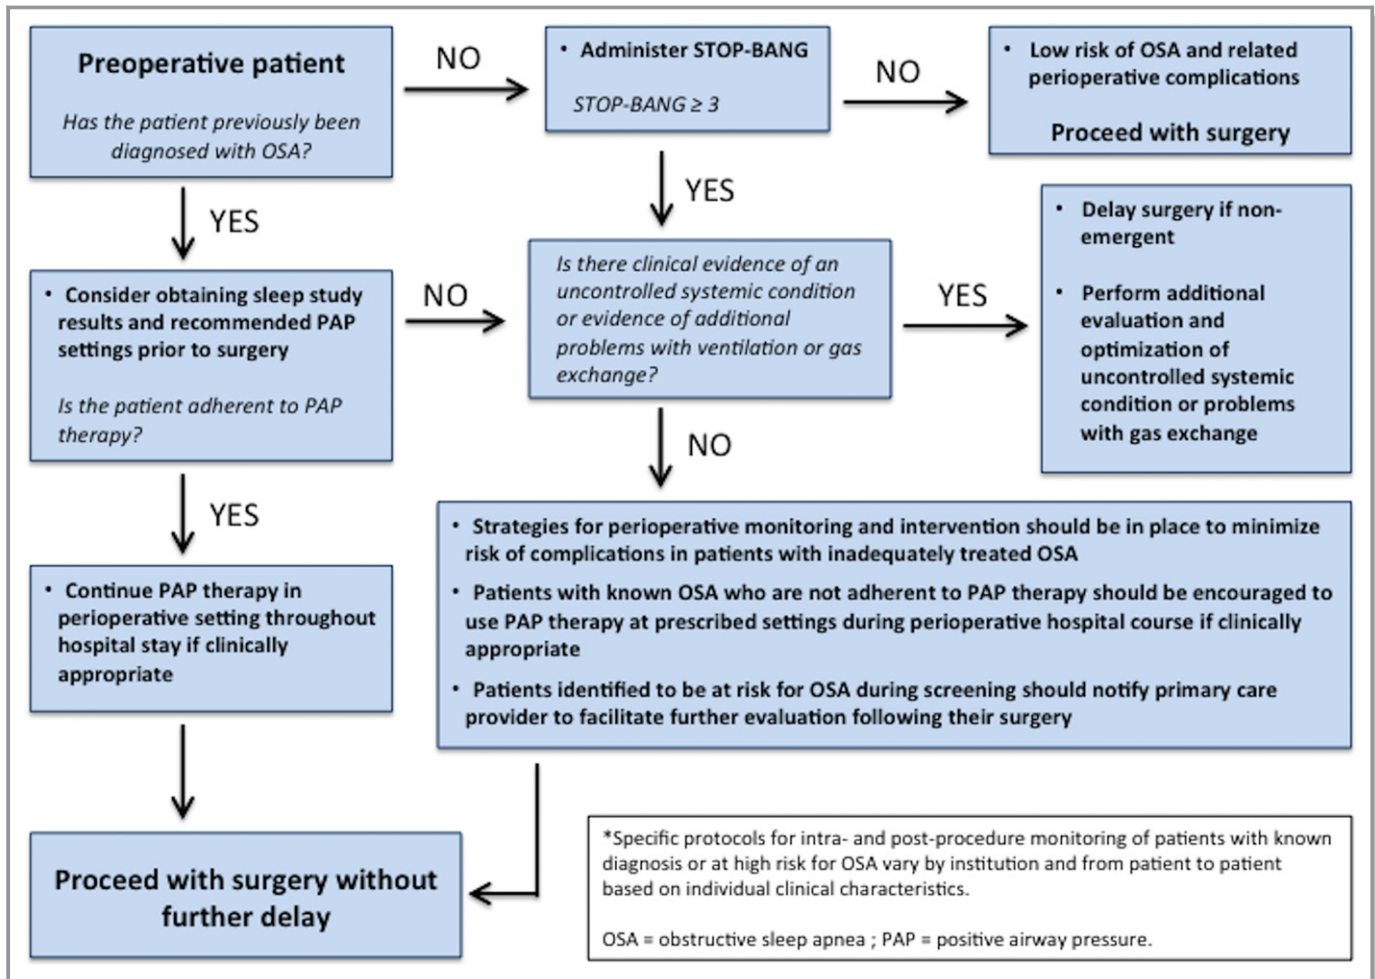 Preoperative patient
Has the patient previously been
diagnosed with OSA?
NO
• Administer STOP-BANG
STOP-BANG ≥ 3
NO
• Low risk of OSA and related
perioperative complications
Proceed with surgery
YES
YES
• Consider obtaining sleep study
results and recommended PAP
settings prior to surgery
Is the patient adherent to PAP
therapy?
NO
Is there clinical evidence of an
uncontrolled systemic condition
or evidence of additional
problems with ventilation or gas
exchange?
YES
• Delay surgery if non-
emergent
• Perform additional
evaluation and
optimization of
uncontrolled systemic
condition or problems
with gas exchange
YES
NO
• Continue PAP therapy in
perioperative setting throughout
hospital stay if clinically
appropriate
• Strategies for perioperative monitoring and intervention should be in place to minimize
risk of complications in patients with inadequately treated OSA
• Patients with known OSA who are not adherent to PAP therapy should be encouraged to
use PAP therapy at prescribed settings during perioperative hospital course if clinically
appropriate
• Patients identified to be at risk for OSA during screening should notify primary care
provider to facilitate further evaluation following their surgery
Proceed with surgery without
further delay
*Specific protocols for intra- and post-procedure monitoring of patients with known
diagnosis or at high risk for OSA vary by institution and from patient to patient
based on individual clinical characteristics.
OSA = obstructive sleep apnea ; PAP = positive airway pressure.